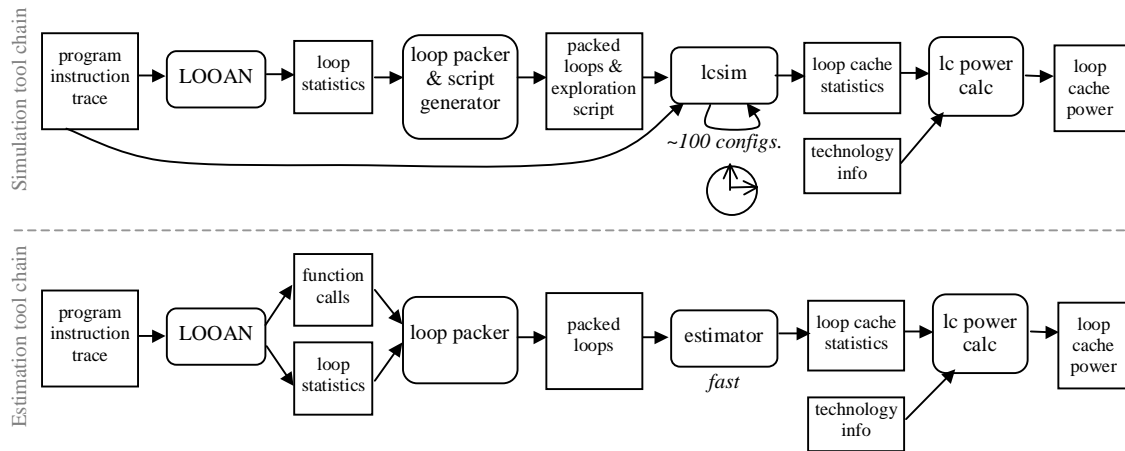 Simulation tool chain
program
instruction
trace
LOOAN
loop
statistics
loop packer
& script
generator
packed
loops &
exploration
script
lcsim
~100 configs.
loop cache
statistics
technology
info
lc power
calc
loop
cache
power
Estimation tool chain
program
instruction
trace
LOOAN
function
calls
loop
statistics
loop packer
packed
loops
estimator
fast
loop cache
statistics
technology
info
lc power
calc
loop
cache
power